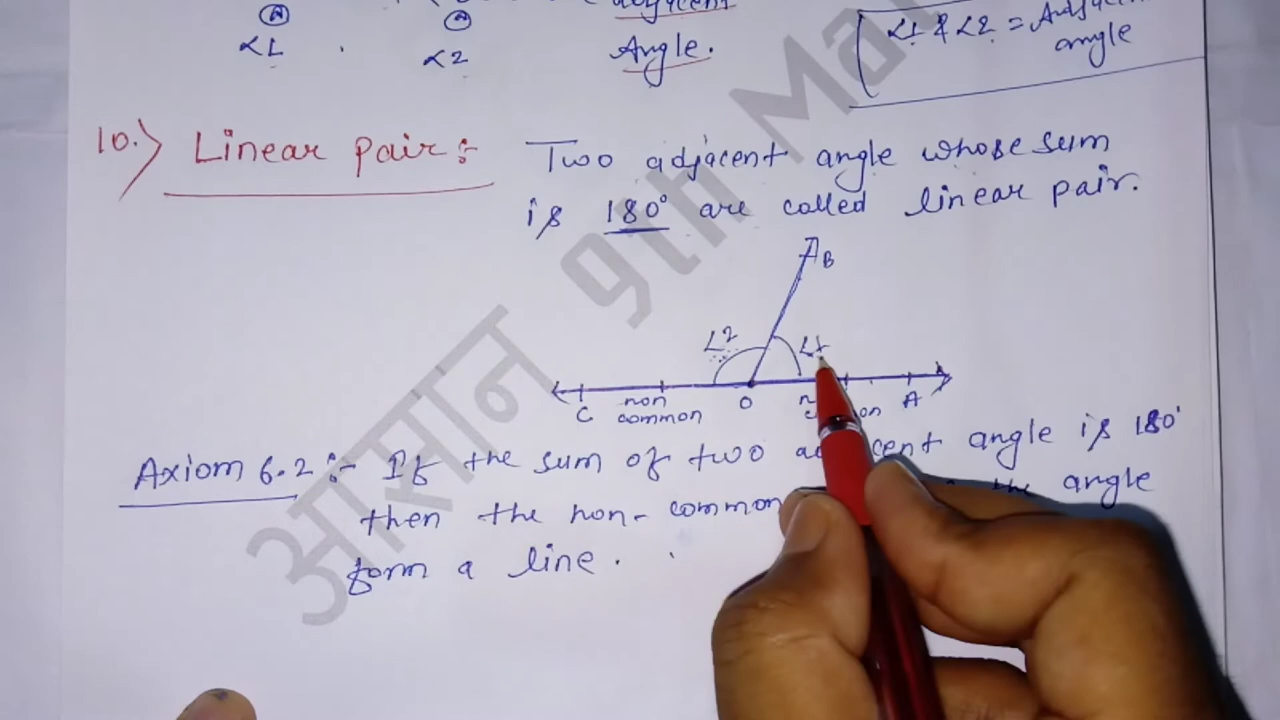 adjacent
∠1 ∠2 Angle.
∠1 & ∠2 = Adjacent
angle
10.) Linear pair :- Two adjacent angle whose sum
is 180° are called linear pair.
B
∠2 ∠1
C non common O A
Axiom 6.2 :- If the sum of two adjacent angle is 180°
then the non-common the angle
form a line.
आसान 9th Ma